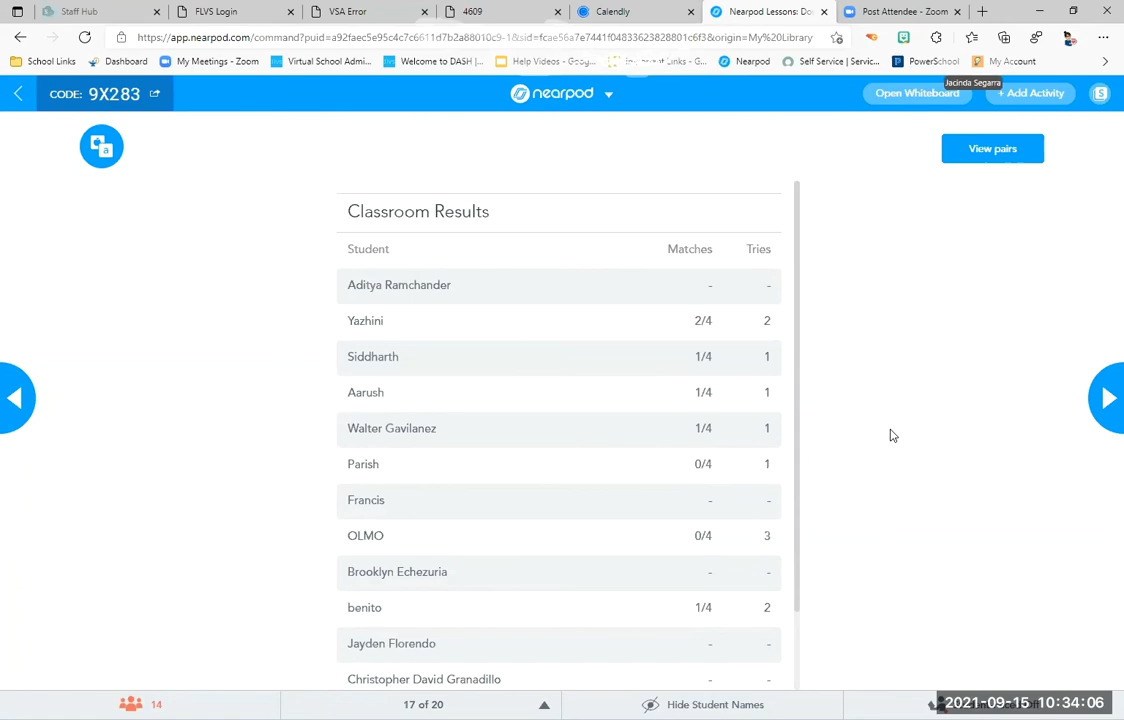 Staff Hub
FLVS Login
VSA Error
4609
Calendly
Nearpod Lessons: Do
Post Attendee - Zoom
https://app.nearpod.com/command?puid=a92faec5e95c4c7c6611d7b2a88010c9-1&sid=fcae56a7e7441f04833623828801c6f3&origin=My%20Library
School Links
Dashboard
My Meetings - Zoom
Virtual School Admi...
Welcome to DASH |...
Help Videos - Goog...
Links - G...
Nearpod
Self Service | Servic...
PowerSchool
My Account
Jacinda Segarra
CODE: 9X283
nearpod
Open Whiteboard
+ Add Activity
S
a
View pairs
Classroom Results
Student Matches Tries
Aditya Ramchander - -
Yazhini 2/4 2
Siddharth 1/4 1
Aarush 1/4 1
Walter Gavilanez 1/4 1
Parish 0/4 1
Francis - -
OLMO 0/4 3
Brooklyn Echezuria - -
benito 1/4 2
Jayden Florendo - -
Christopher David Granadillo - -
14
17 of 20
Hide Student Names
2021-09-15 10:34:06